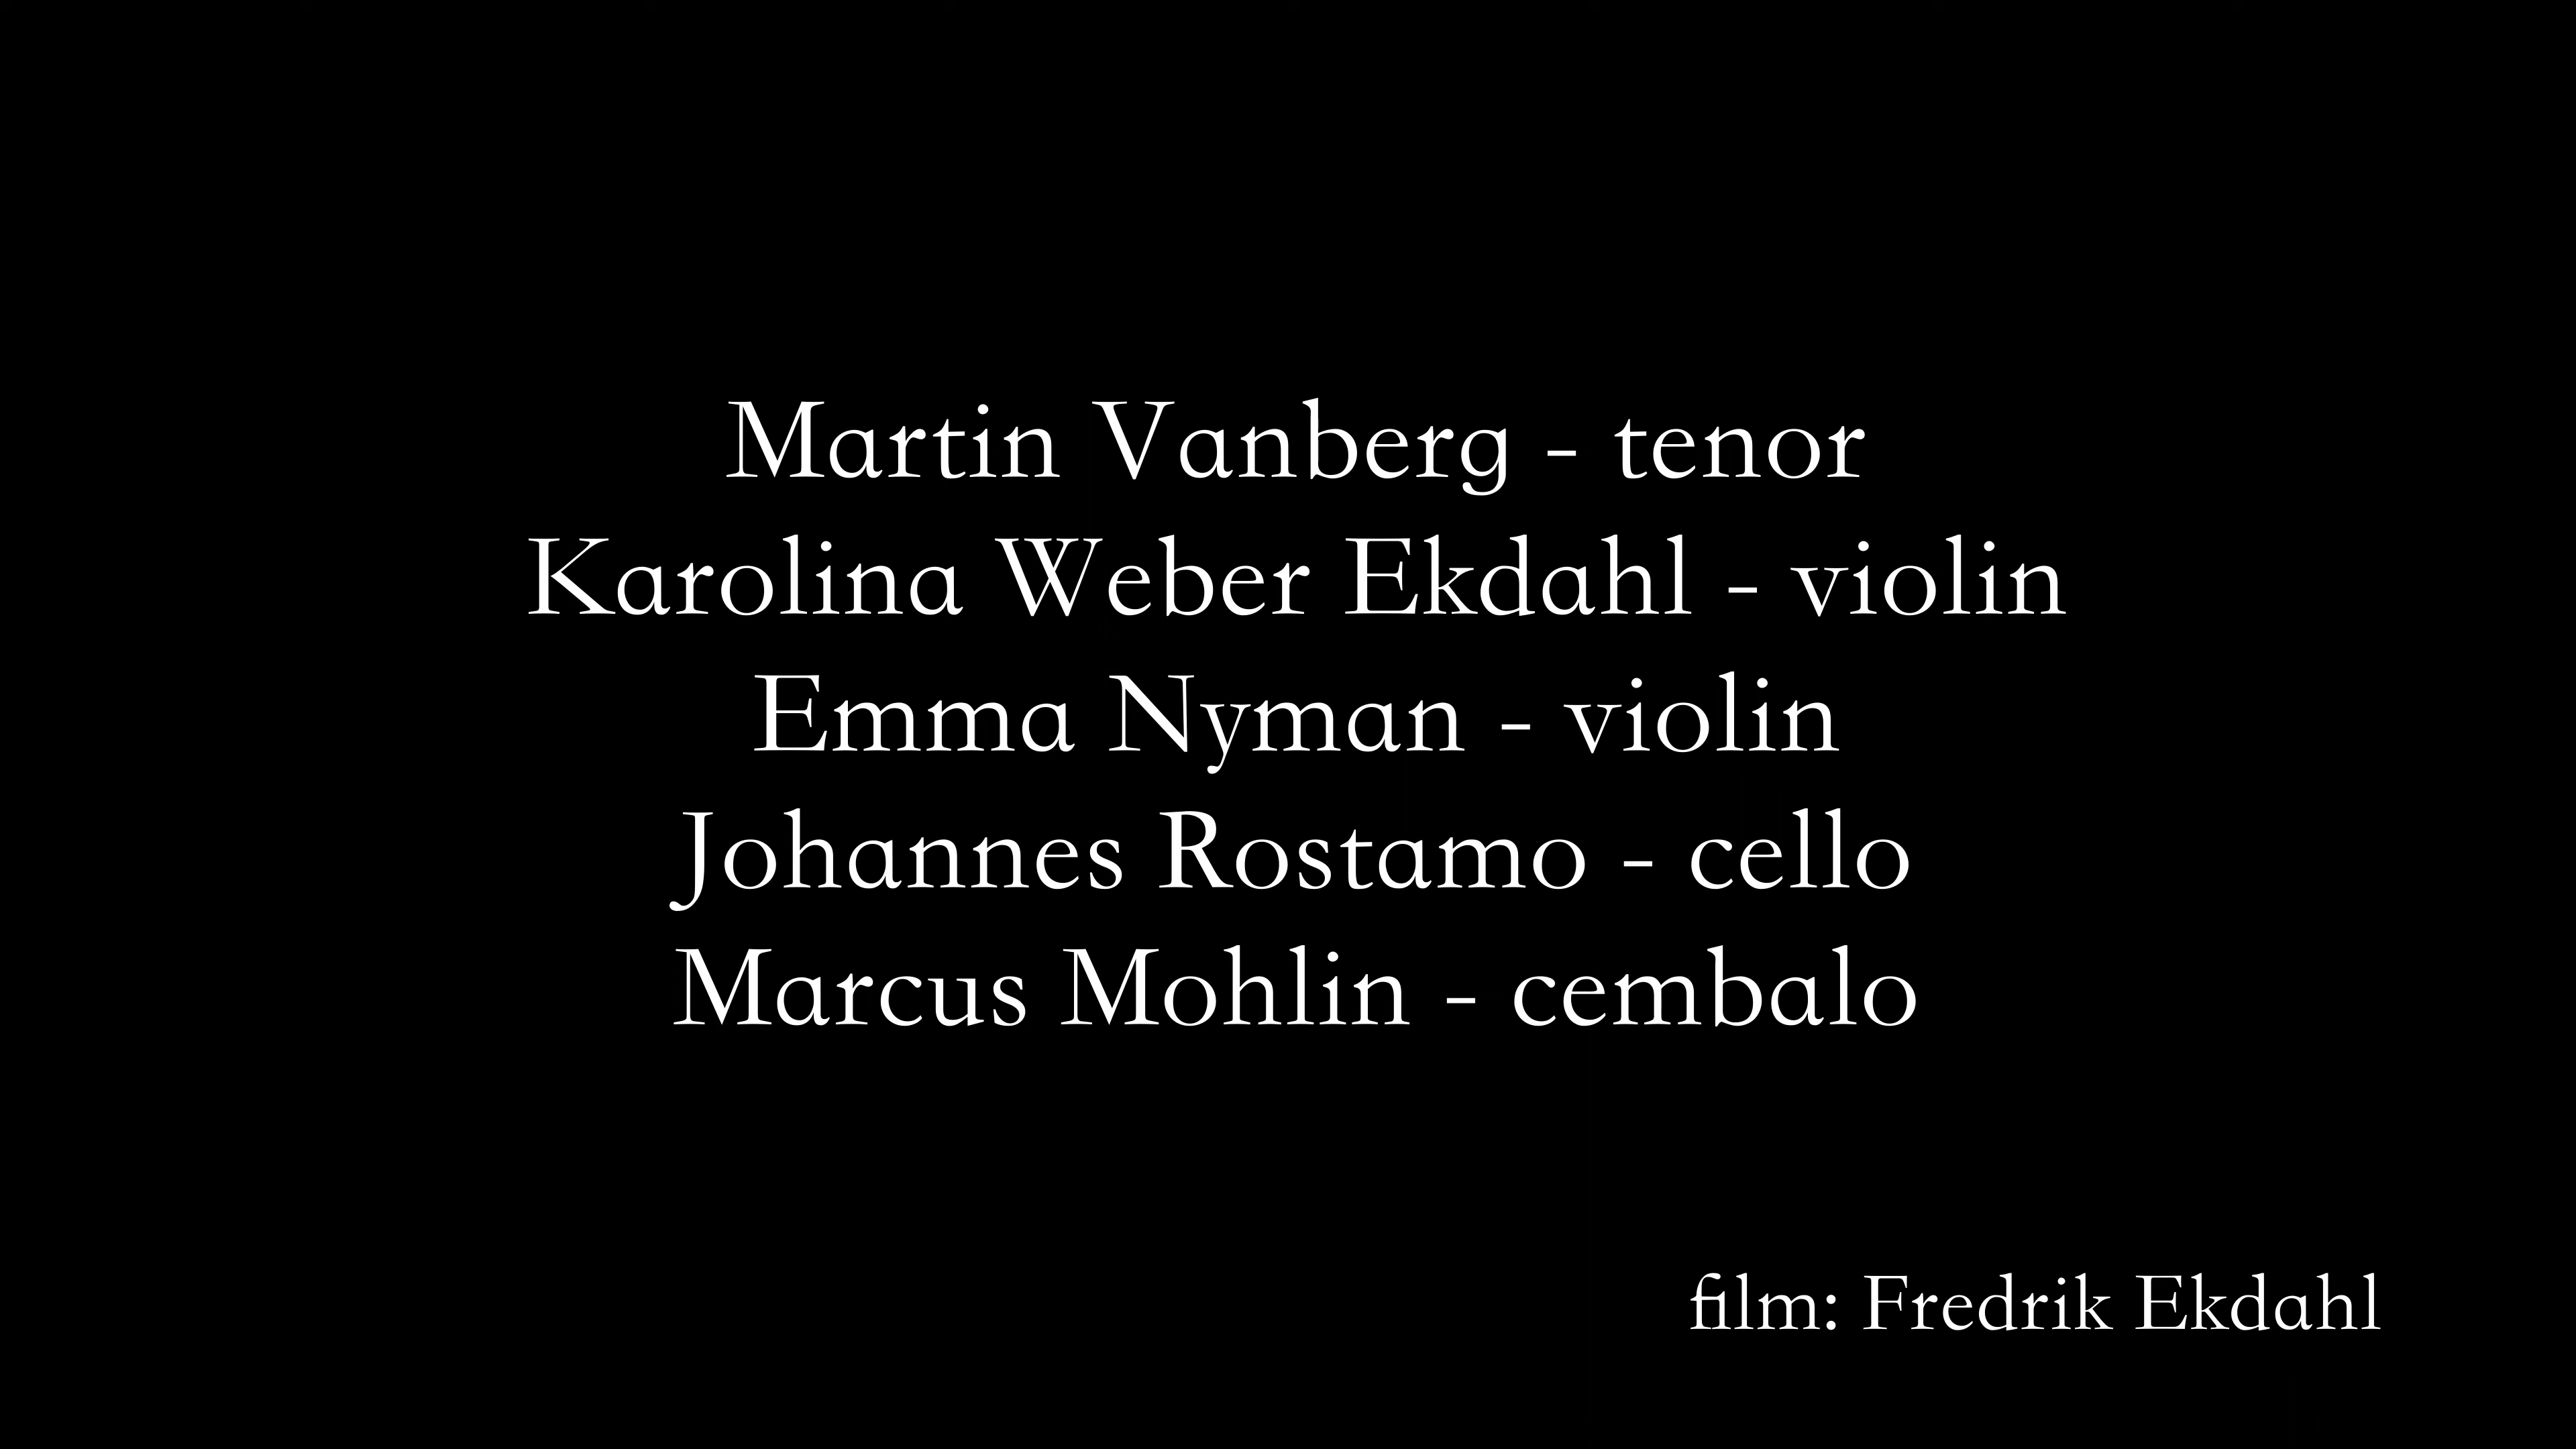 Martin Vanberg - tenor
Karolina Weber Ekdahl - violin
Emma Nyman - violin
Johannes Rostamo - cello
Marcus Mohlin - cembalo
film: Fredrik Ekdahl